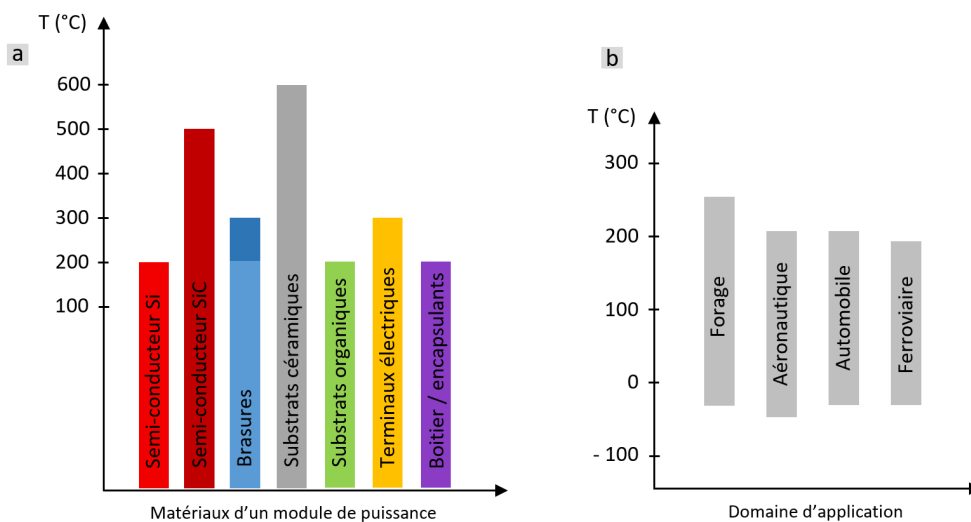 a
T (°C)
600
500
400
300
200
100
Semi-conducteur Si
Semi-conducteur SiC
Brasures
Substrats céramiques
Substrats organiques
Terminaux électriques
Boitier / encapsulants
Matériaux d'un module de puissance
b
T (°C)
300
200
100
0
- 100
Forage
Aéronautique
Automobile
Ferroviaire
Domaine d'application